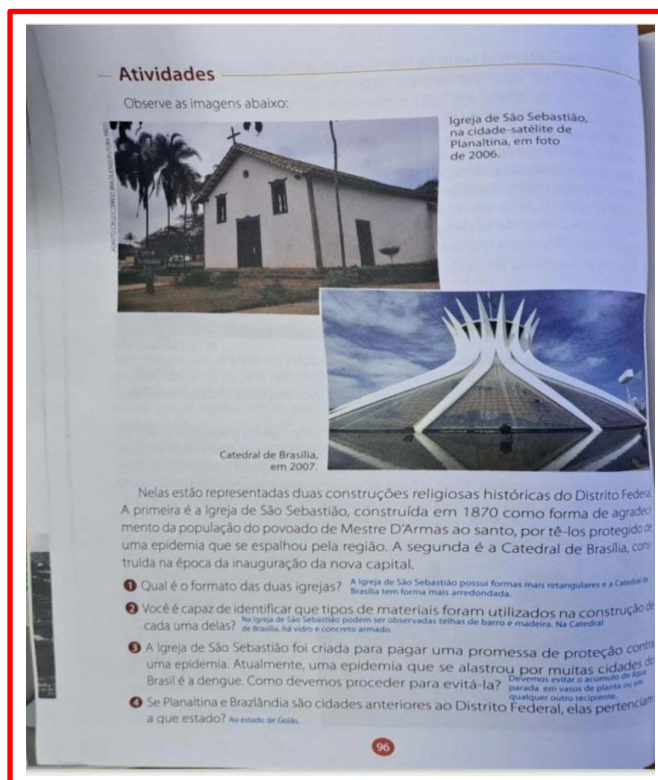 Atividades
Observe as imagens abaixo:
Igreja de São Sebastião,
na cidade-satélite de
Planaltina, em foto
de 2006.
Catedral de Brasília,
em 2007.
Nelas estão representadas duas construções religiosas históricas do Distrito Federal.
A primeira é a Igreja de São Sebastião, construída em 1870 como forma de agradeci-
mento da população do povoado de Mestre D'Armas ao santo, por tê-los protegido de
uma epidemia que se espalhou pela região. A segunda é a Catedral de Brasília, cons-
truída na época da inauguração da nova capital.
1 Qual é o formato das duas igrejas? A Igreja de São Sebastião possui formas mais retangulares e a Catedral de
Brasília tem forma mais arredondada.
2 Você é capaz de identificar que tipos de materiais foram utilizados na construção de
cada uma delas? Na Igreja de São Sebastião podem ser observadas telhas de barro e madeira. Na Catedral
de Brasília, há vidro e concreto armado.
3 A Igreja de São Sebastião foi criada para pagar uma promessa de proteção contra
uma epidemia. Atualmente, uma epidemia que se alastrou por muitas cidades do
Brasil é a dengue. Como devemos proceder para evitá-la? Devemos evitar o acúmulo de água
parada em vasos de planta ou em
qualquer outro recipiente.
4 Se Planaltina e Brazlândia são cidades anteriores ao Distrito Federal, elas pertenciam
a que estado? Ao estado de Goiás.
96